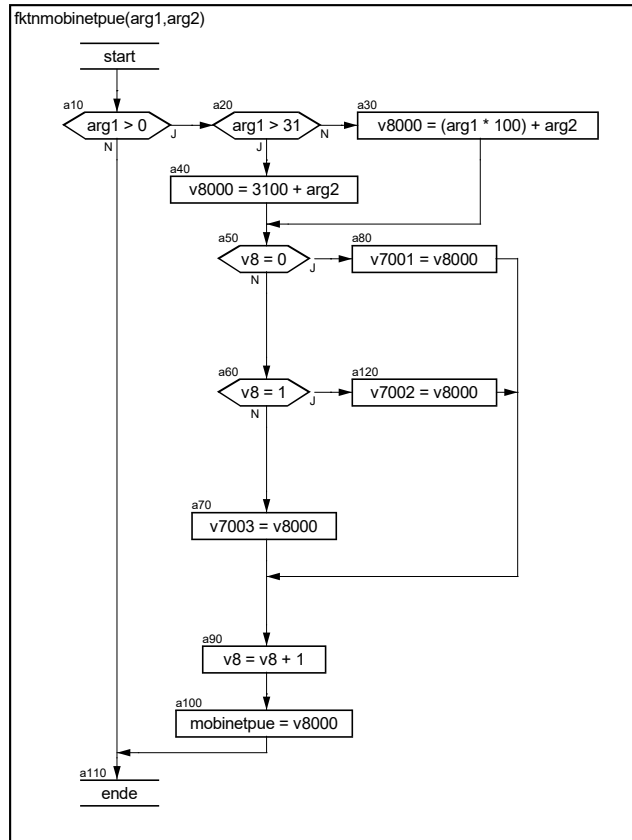 fktnmobinetpue(arg1,arg2)
start
a10
arg1 > 0
J
N
a20
arg1 > 31
N
J
a30
v8000 = (arg1 * 100) + arg2
a40
v8000 = 3100 + arg2
a50
v8 = 0
J
N
a80
v7001 = v8000
a60
v8 = 1
J
N
a120
v7002 = v8000
a70
v7003 = v8000
a90
v8 = v8 + 1
a100
mobinetpue = v8000
a110
ende